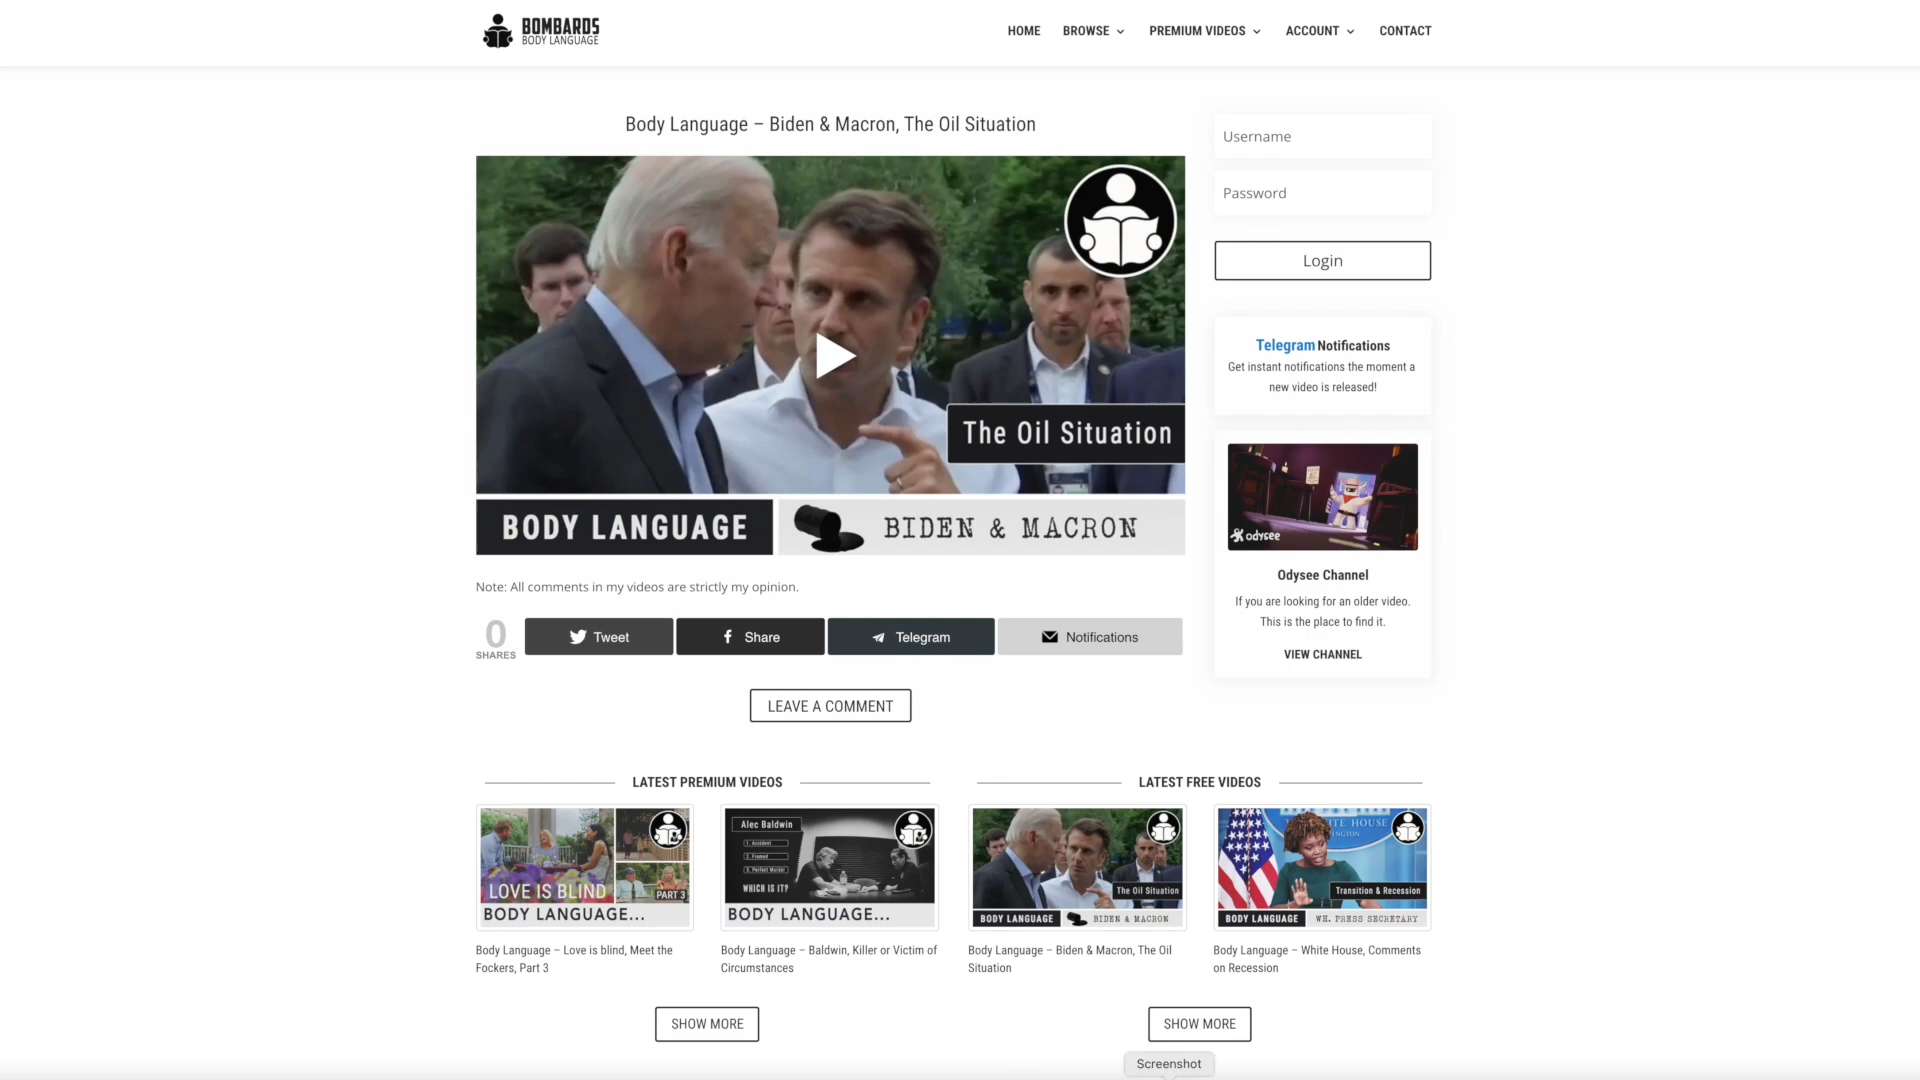 BOMBARDS
BODY LANGUAGE
HOME
BROWSE
PREMIUM VIDEOS
ACCOUNT
CONTACT
Body Language – Biden & Macron, The Oil Situation
The Oil Situation
BODY LANGUAGE
BIDEN & MACRON
Note: All comments in my videos are strictly my opinion.
0
SHARES
Tweet
Share
Telegram
Notifications
LEAVE A COMMENT
Username
Password
Login
Telegram Notifications
Get instant notifications the moment a
new video is released!
odysee
Odysee Channel
If you are looking for an older video.
This is the place to find it.
VIEW CHANNEL
LATEST PREMIUM VIDEOS
LOVE IS BLIND
PART 3
BODY LANGUAGE...
Body Language – Love is blind, Meet the
Fockers, Part 3
Alec Baldwin
1. Accident
2. Framed
3. Perfect Murder
WHICH IS IT?
BODY LANGUAGE...
Body Language – Baldwin, Killer or Victim of
Circumstances
SHOW MORE
LATEST FREE VIDEOS
The Oil Situation
BODY LANGUAGE
BIDEN & MACRON
Body Language – Biden & Macron, The Oil
Situation
Transition & Recession
BODY LANGUAGE
WH. PRESS SECRETARY
Body Language – White House, Comments
on Recession
SHOW MORE
Screenshot